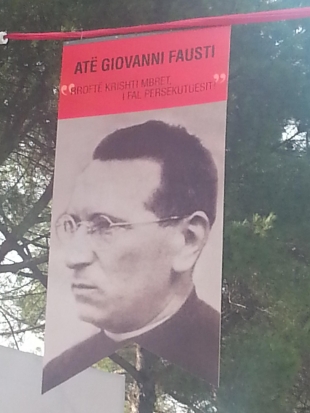 ATË GIOVANNI FAUSTI
“RROFTË KRISHTI MBRET,
I FAL PERSEKUTUESIT”